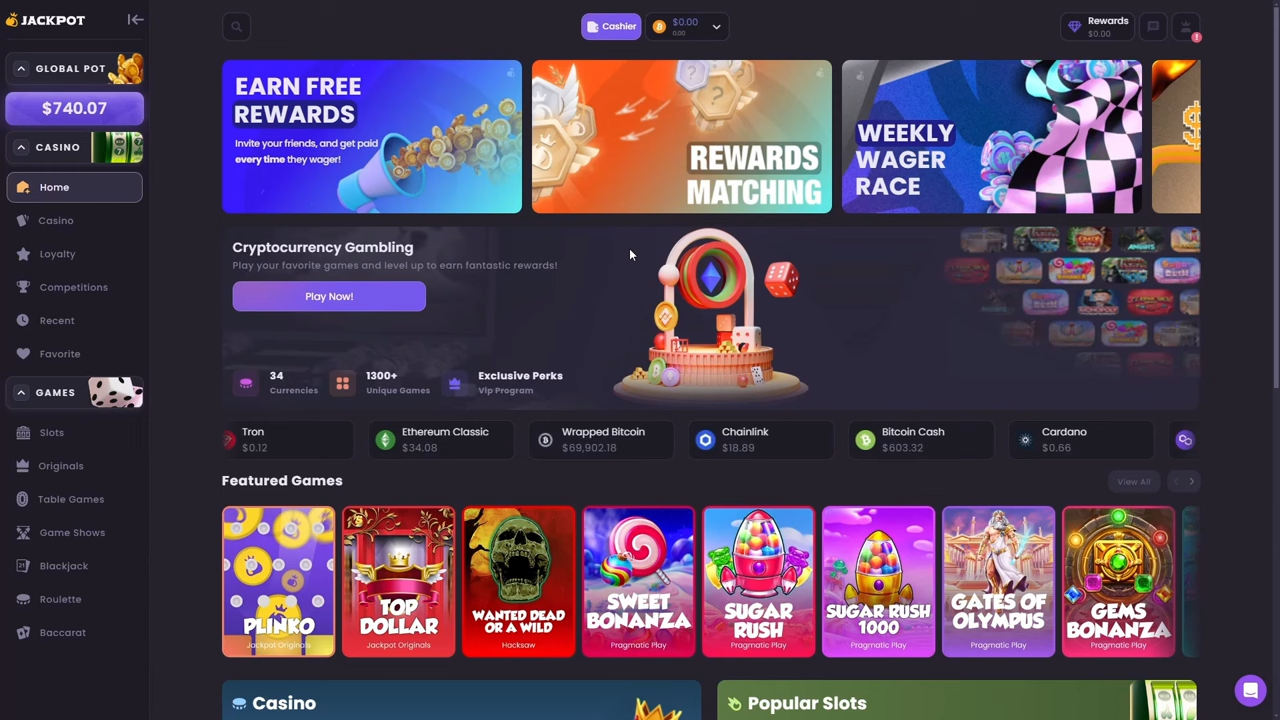 JACKPOT
Cashier
$0.00
0.00
Rewards
$0.00
GLOBAL POT
$740.07
CASINO
Home
Casino
Loyalty
Competitions
Recent
Favorite
GAMES
Slots
Originals
Table Games
Game Shows
Blackjack
Roulette
Baccarat
EARN FREE
REWARDS
Invite your friends, and get paid
every time they wager!
REWARDS
MATCHING
WEEKLY
WAGER
RACE
Cryptocurrency Gambling
Play your favorite games and level up to earn fantastic rewards!
Play Now!
34
Currencies
1300+
Unique Games
Exclusive Perks
Vip Program
Tron
$0.12
Ethereum Classic
$34.08
Wrapped Bitcoin
$69,902.18
Chainlink
$18.89
Bitcoin Cash
$603.32
Cardano
$0.66
Featured Games
View All
PLINKO
Jackpot Originals
TOP
DOLLAR
Jackpot Originals
WANTED DEAD
OR A WILD
Hacksaw
SWEET
BONANZA
Pragmatic Play
SUGAR
RUSH
Pragmatic Play
SUGAR RUSH
1000
Pragmatic Play
GATES OF
OLYMPUS
Pragmatic Play
GEMS
BONANZA
Pragmatic Play
Casino
Popular Slots